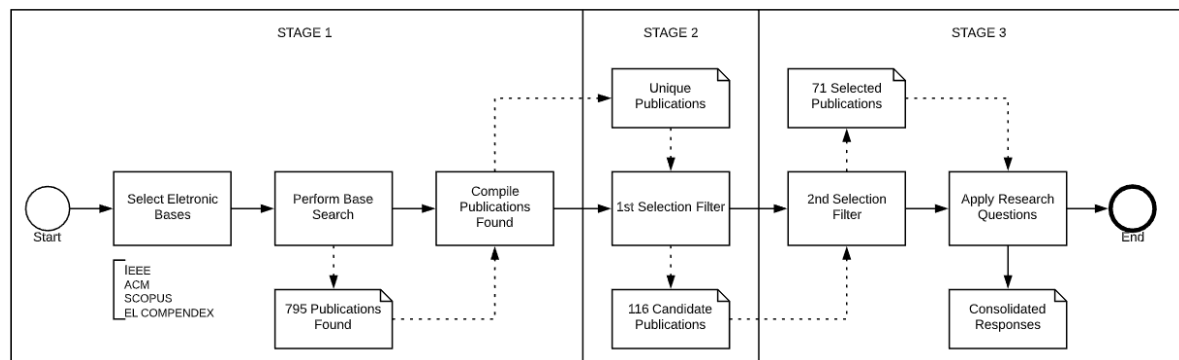 STAGE 1
STAGE 2
STAGE 3
Unique
Publications
71 Selected
Publications
Start
Select Eletronic
Bases
Perform Base
Search
Compile
Publications
Found
1st Selection Filter
2nd Selection
Filter
Apply Research
Questions
End
IEEE
ACM
SCOPUS
EL COMPENDEX
795 Publications
Found
116 Candidate
Publications
Consolidated
Responses